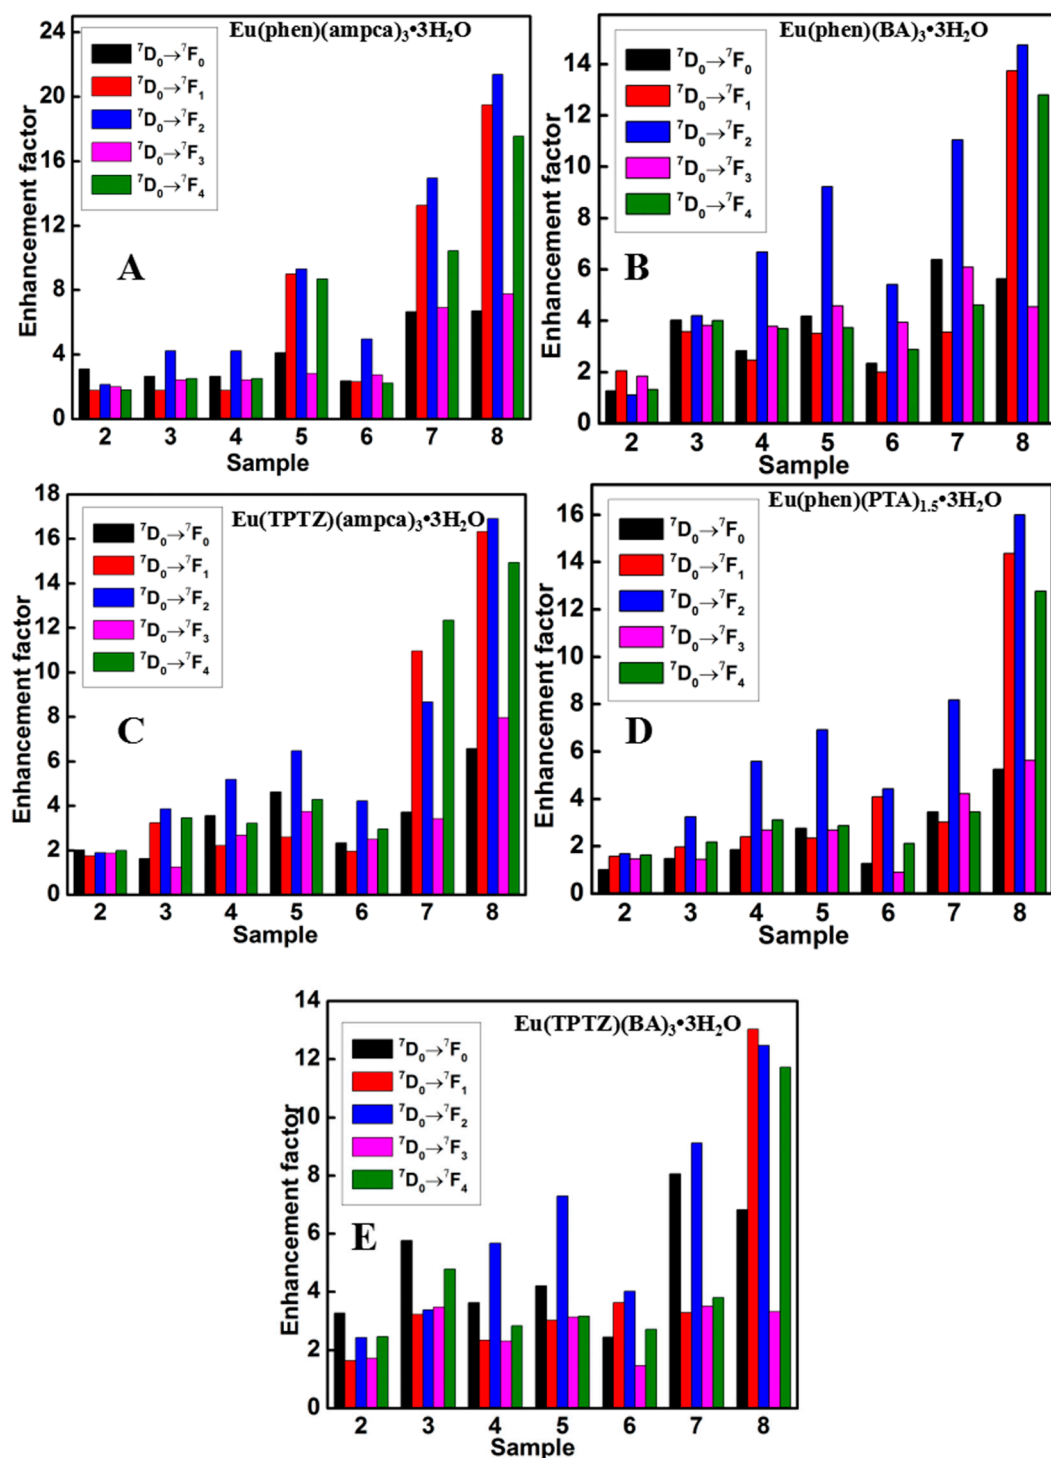 Eu(phen)(ampca)₃•3H₂O
⁷D₀→⁷F₀
⁷D₀→⁷F₁
⁷D₀→⁷F₂
⁷D₀→⁷F₃
⁷D₀→⁷F₄
A
Enhancement factor
24
20
16
12
8
4
0
2 3 4 5 6 7 8
Sample
Eu(phen)(BA)₃•3H₂O
⁷D₀→⁷F₀
⁷D₀→⁷F₁
⁷D₀→⁷F₂
⁷D₀→⁷F₃
⁷D₀→⁷F₄
B
Enhancement factor
14
12
10
8
6
4
2
0
2 3 4 5 6 7 8
Sample
Eu(TPTZ)(ampca)₃•3H₂O
⁷D₀→⁷F₀
⁷D₀→⁷F₁
⁷D₀→⁷F₂
⁷D₀→⁷F₃
⁷D₀→⁷F₄
C
Enhancement factor
18
16
14
12
10
8
6
4
2
0
2 3 4 5 6 7 8
Sample
Eu(phen)(PTA)₁.₅•3H₂O
⁷D₀→⁷F₀
⁷D₀→⁷F₁
⁷D₀→⁷F₂
⁷D₀→⁷F₃
⁷D₀→⁷F₄
D
Enhancement factor
16
14
12
10
8
6
4
2
0
2 3 4 5 6 7 8
Sample
Eu(TPTZ)(BA)₃•3H₂O
⁷D₀→⁷F₀
⁷D₀→⁷F₁
⁷D₀→⁷F₂
⁷D₀→⁷F₃
⁷D₀→⁷F₄
E
Enhancement factor
14
12
10
8
6
4
2
0
2 3 4 5 6 7 8
Sample